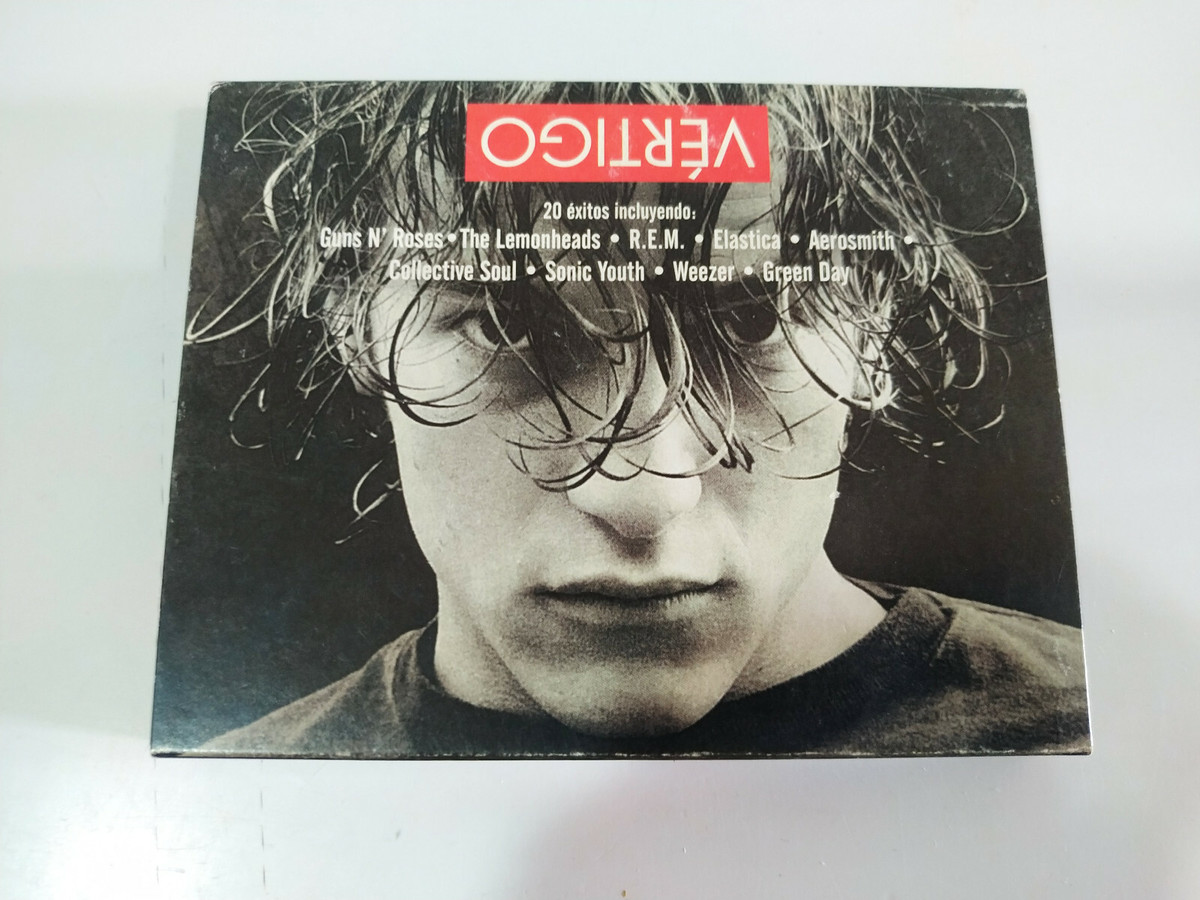 VÉRTIGO
20 éxitos incluyendo:
Guns N' Roses • The Lemonheads • R.E.M. • Elastica • Aerosmith •
Collective Soul • Sonic Youth • Weezer • Green Day